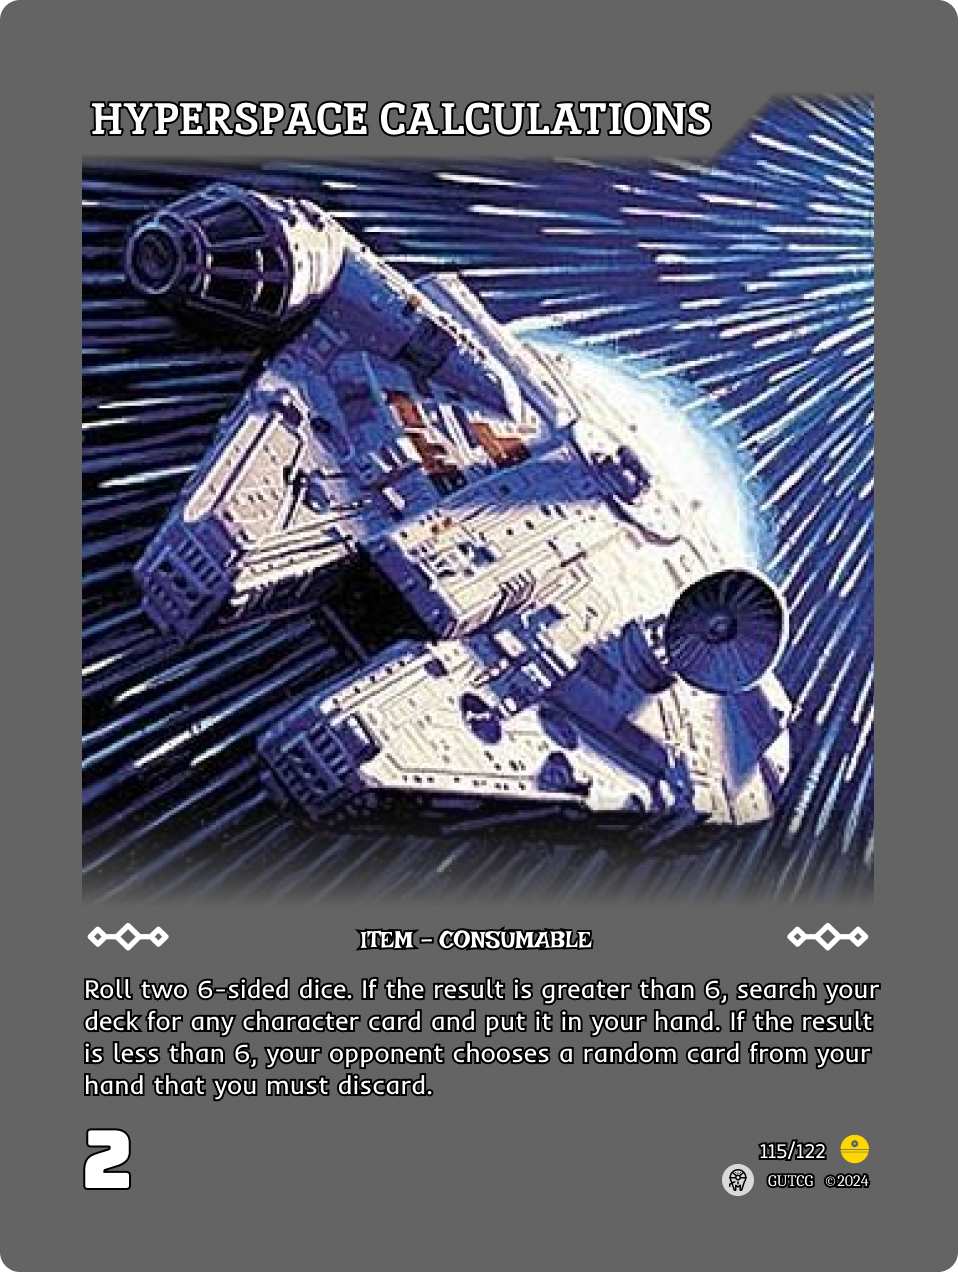 HYPERSPACE CALCULATIONS
ITEM – CONSUMABLE
Roll two 6-sided dice. If the result is greater than 6, search your
deck for any character card and put it in your hand. If the result
is less than 6, your opponent chooses a random card from your
hand that you must discard.
2
115/122
GUTCG ©2024